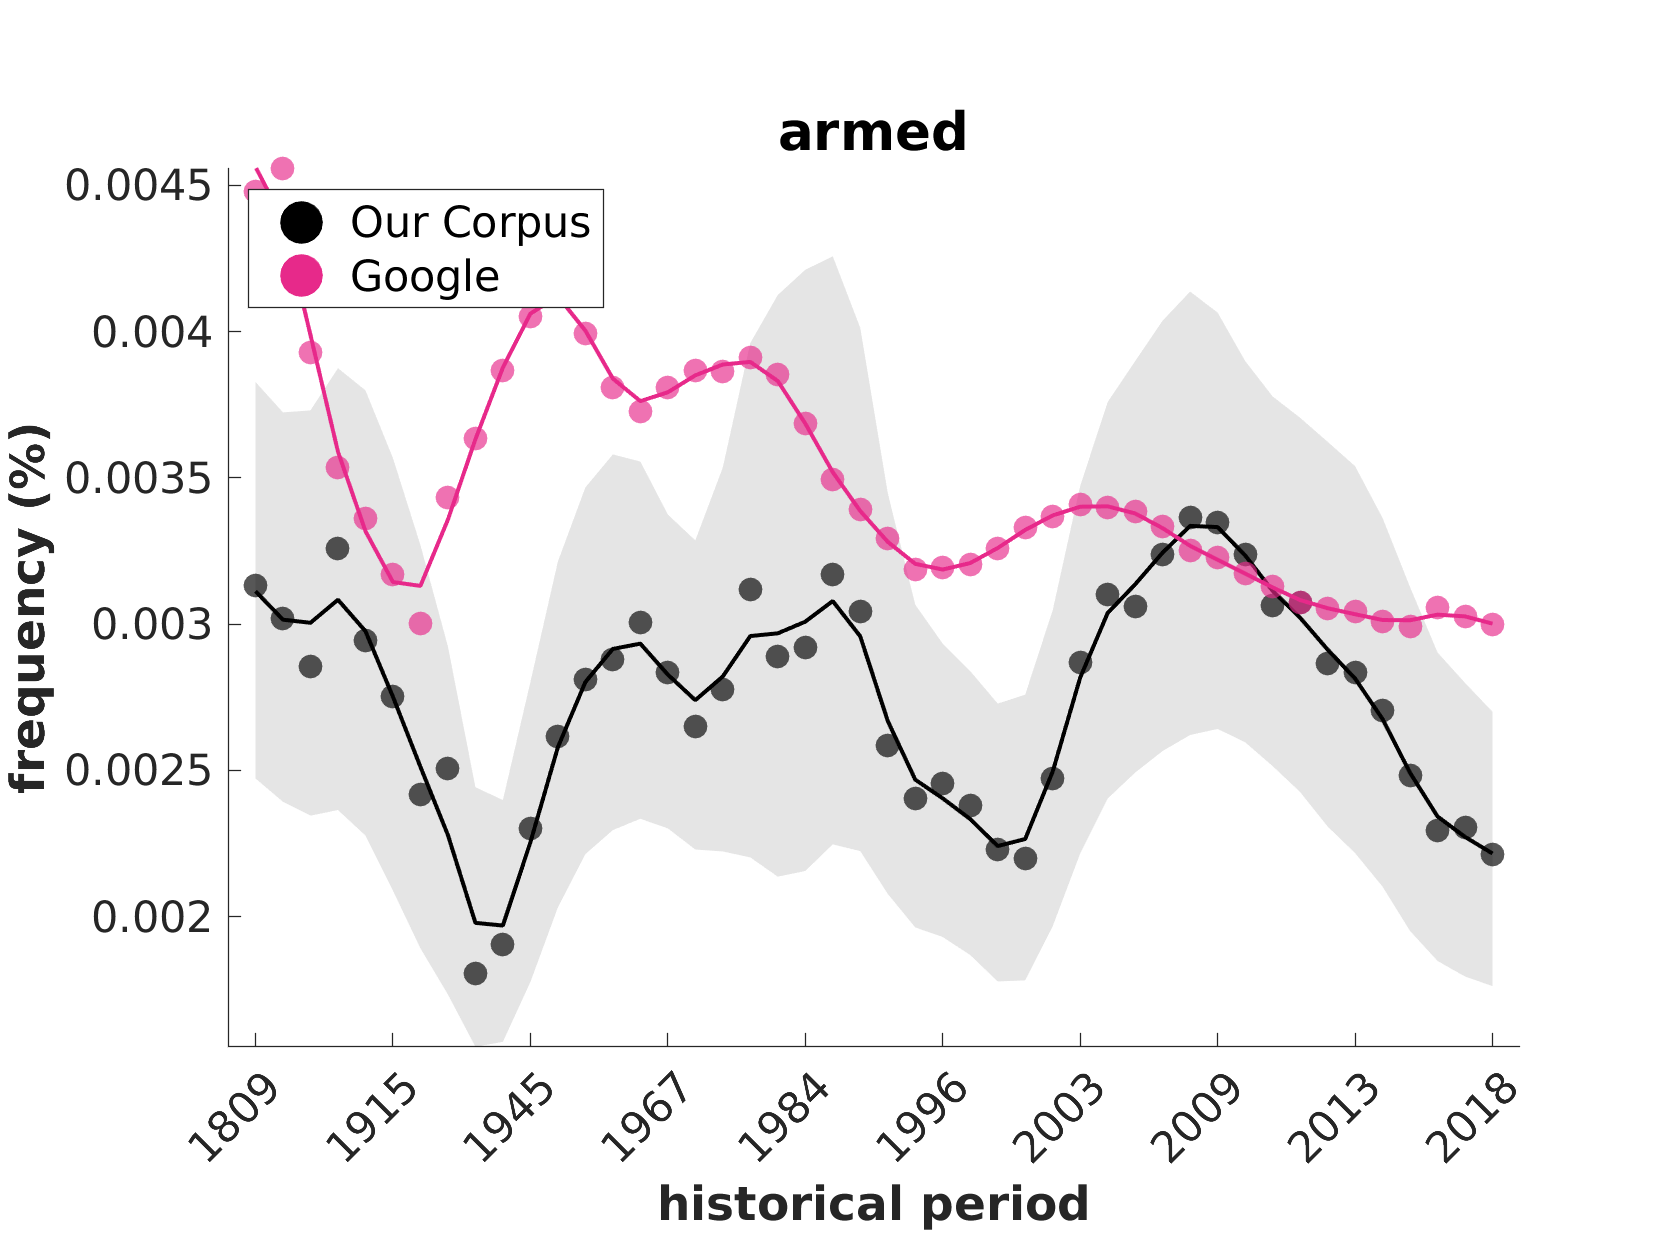 armed
Our Corpus
Google
0.0045
0.004
0.0035
0.003
0.0025
0.002
frequency (%)
1809 1915 1945 1967 1984 1996 2003 2009 2013 2018
historical period